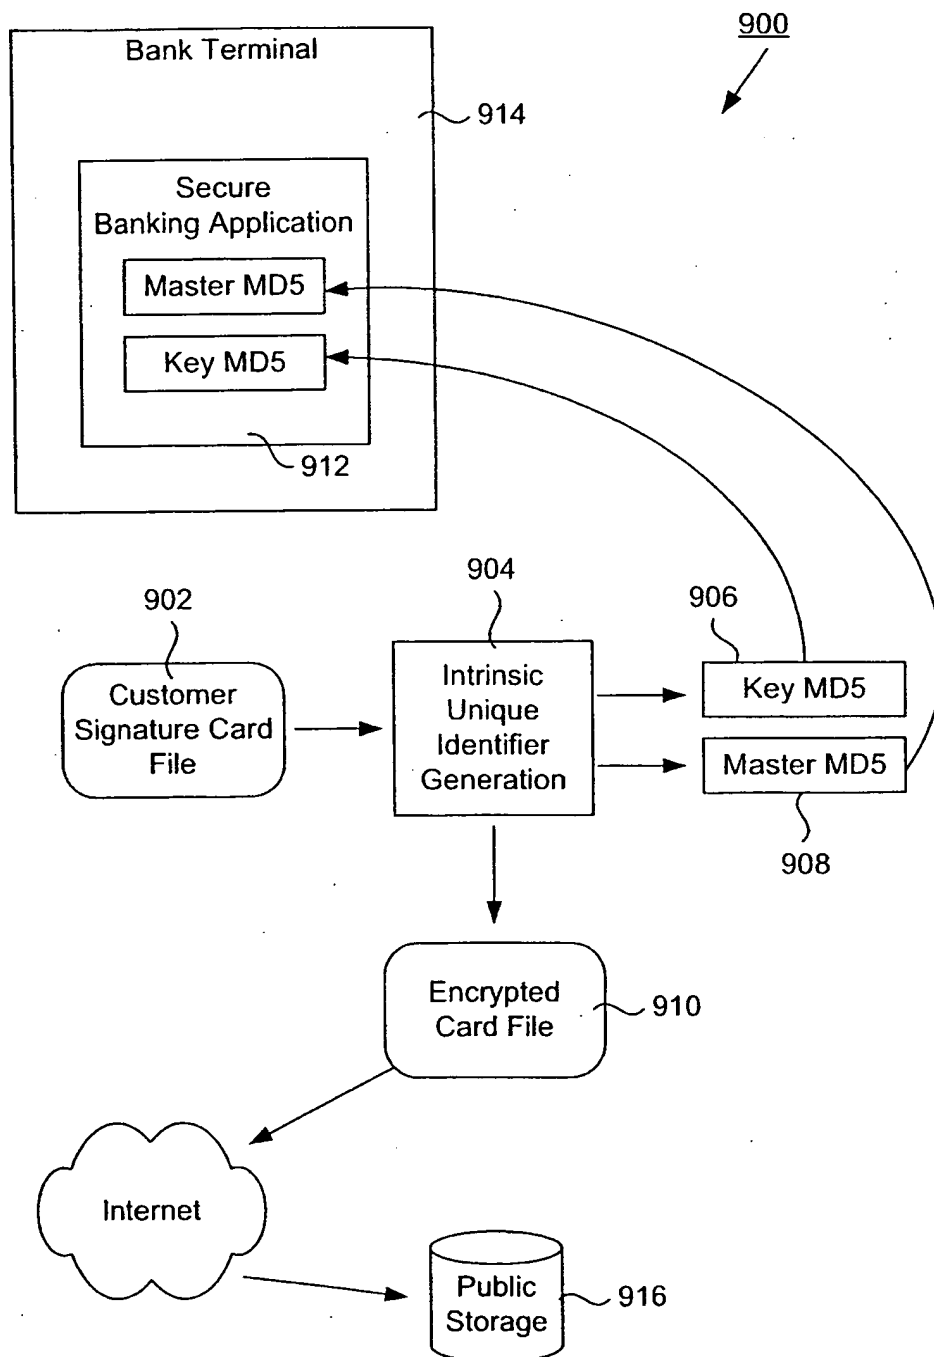 900
Bank Terminal
914
Secure
Banking Application
Master MD5
Key MD5
912
902
904
906
Customer
Signature Card
File
Intrinsic
Unique
Identifier
Generation
Key MD5
Master MD5
908
Encrypted
Card File
910
Internet
Public
Storage
916